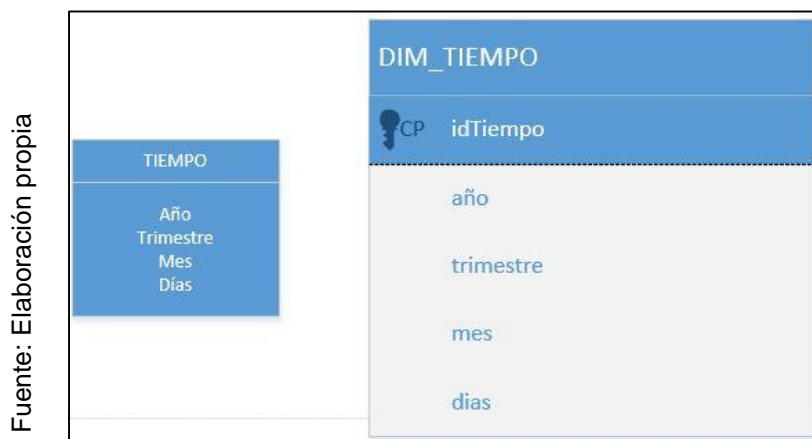 Fuente: Elaboración propia
TIEMPO
Año
Trimestre
Mes
Días
DIM_TIEMPO
CP idTiempo
año
trimestre
mes
dias